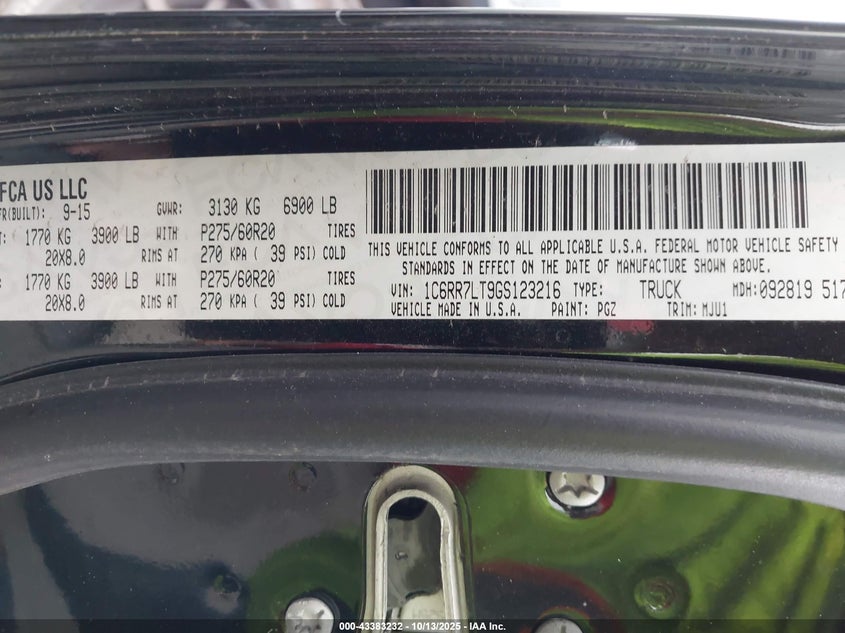 FCA US LLC
FR(BUILT): 9-15 GVWR: 3130 KG 6900 LB
T: 1770 KG 3900 LB WITH P275/60R20 TIRES
20X8.0 RIMS AT 270 KPA ( 39 PSI) COLD
: 1770 KG 3900 LB WITH P275/60R20 TIRES
20X8.0 RIMS AT 270 KPA ( 39 PSI) COLD
THIS VEHICLE CONFORMS TO ALL APPLICABLE U.S.A. FEDERAL MOTOR VEHICLE SAFETY
STANDARDS IN EFFECT ON THE DATE OF MANUFACTURE SHOWN ABOVE.
VIN: 1C6RR7LT9GS123216 TYPE: TRUCK MDH: 092819 517
VEHICLE MADE IN U.S.A. PAINT: PGZ TRIM: MJU1
000-43383232 - 10/13/2025 - IAA Inc.